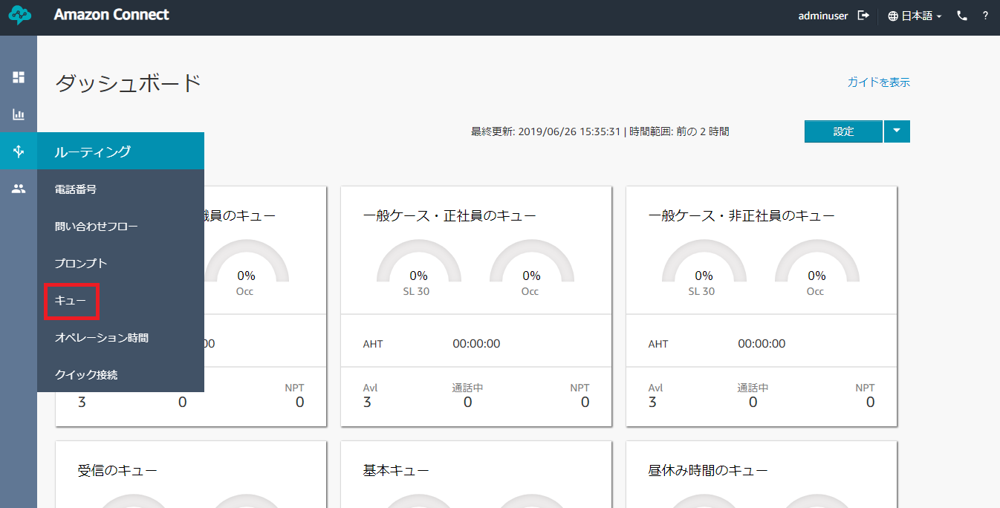 Amazon Connect
adminuser
日本語
?
ダッシュボード
ガイドを表示
最終更新: 2019/06/26 15:35:31 | 時間範囲: 前の 2 時間
設定
ルーティング
電話番号
問い合わせフロー
プロンプト
キュー
オペレーション時間
クイック接続
員のキュー
0%
Occ
00
NPT
3
0
0
一般ケース・正社員のキュー
0%
0%
SL 30
Occ
AHT 00:00:00
Avl 通話中 NPT
3 0 0
一般ケース・非正社員のキュー
0%
0%
SL 30
Occ
AHT 00:00:00
Avl 通話中 NPT
3 0 0
受信のキュー
基本キュー
昼休み時間のキュー